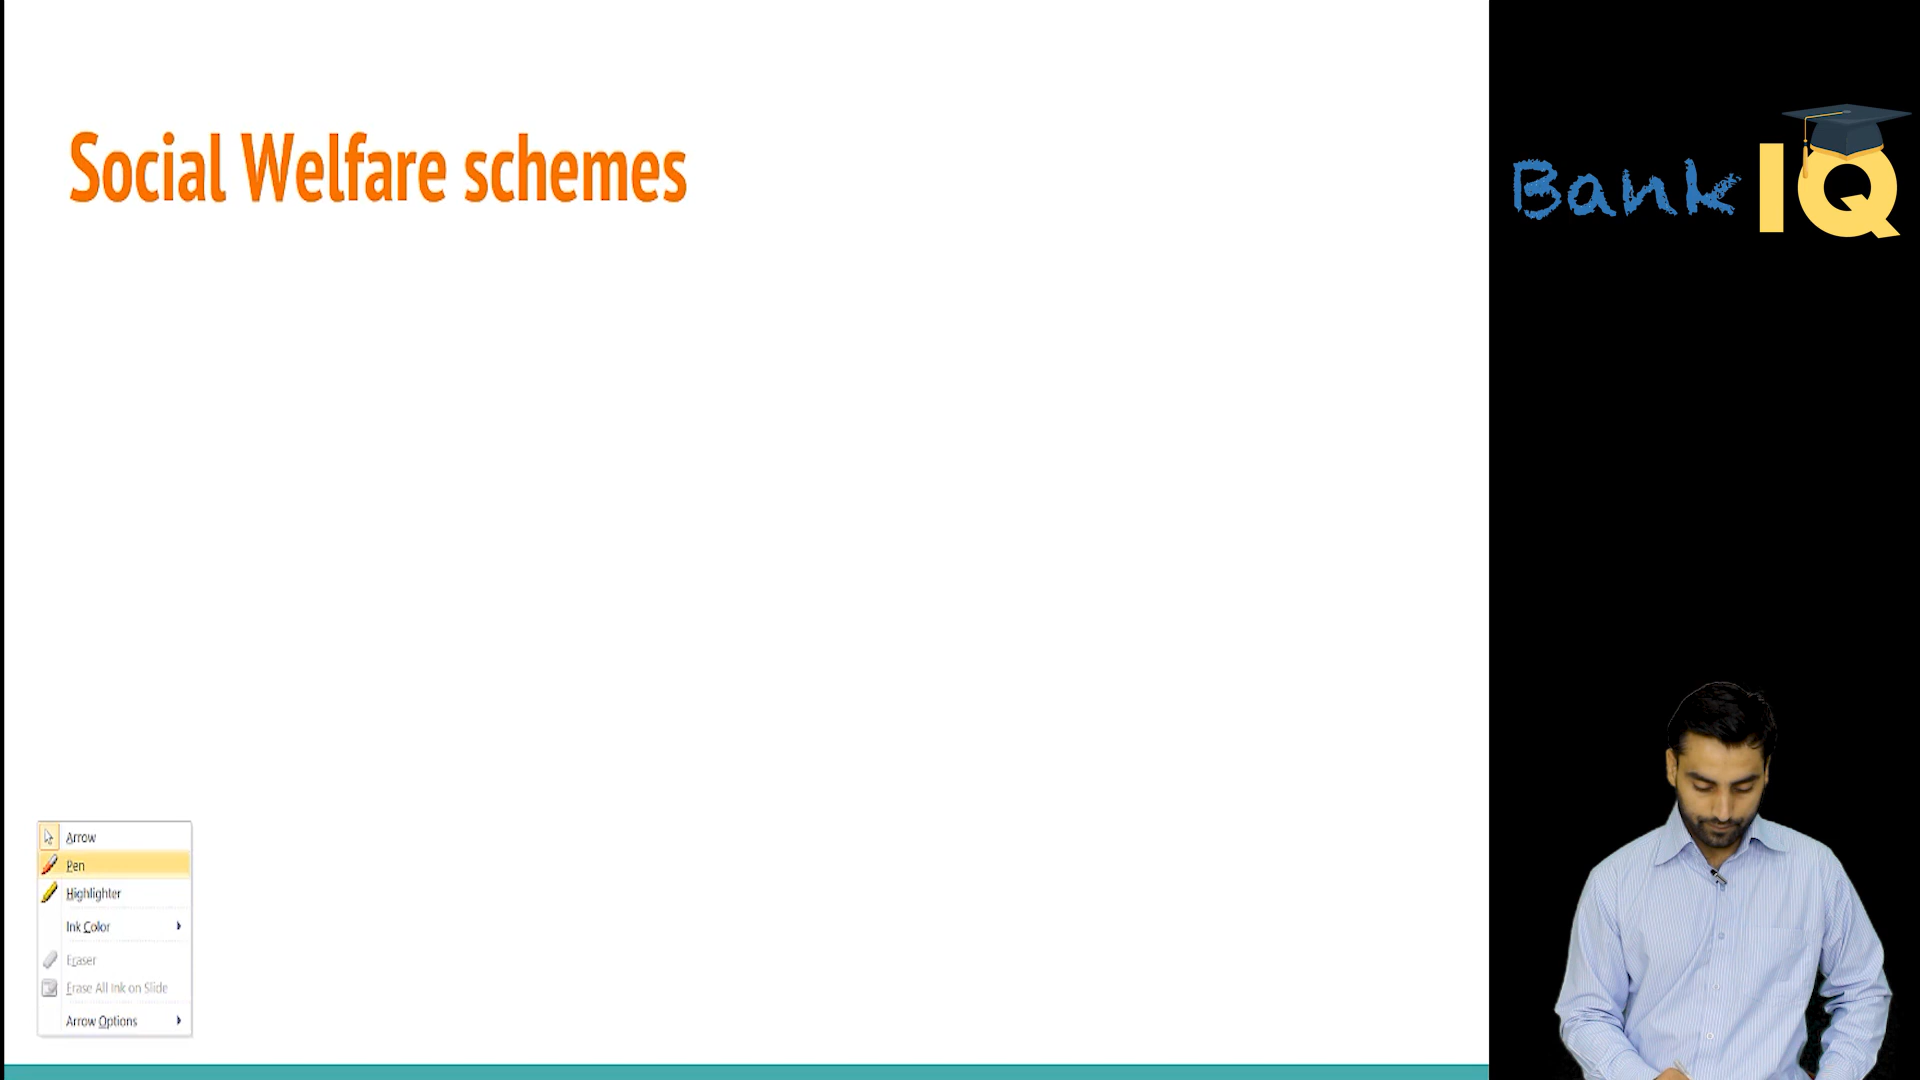 Social Welfare schemes
Bank IQ
Arrow
Pen
Highlighter
Ink Color
Eraser
Erase All Ink on Slide
Arrow Options